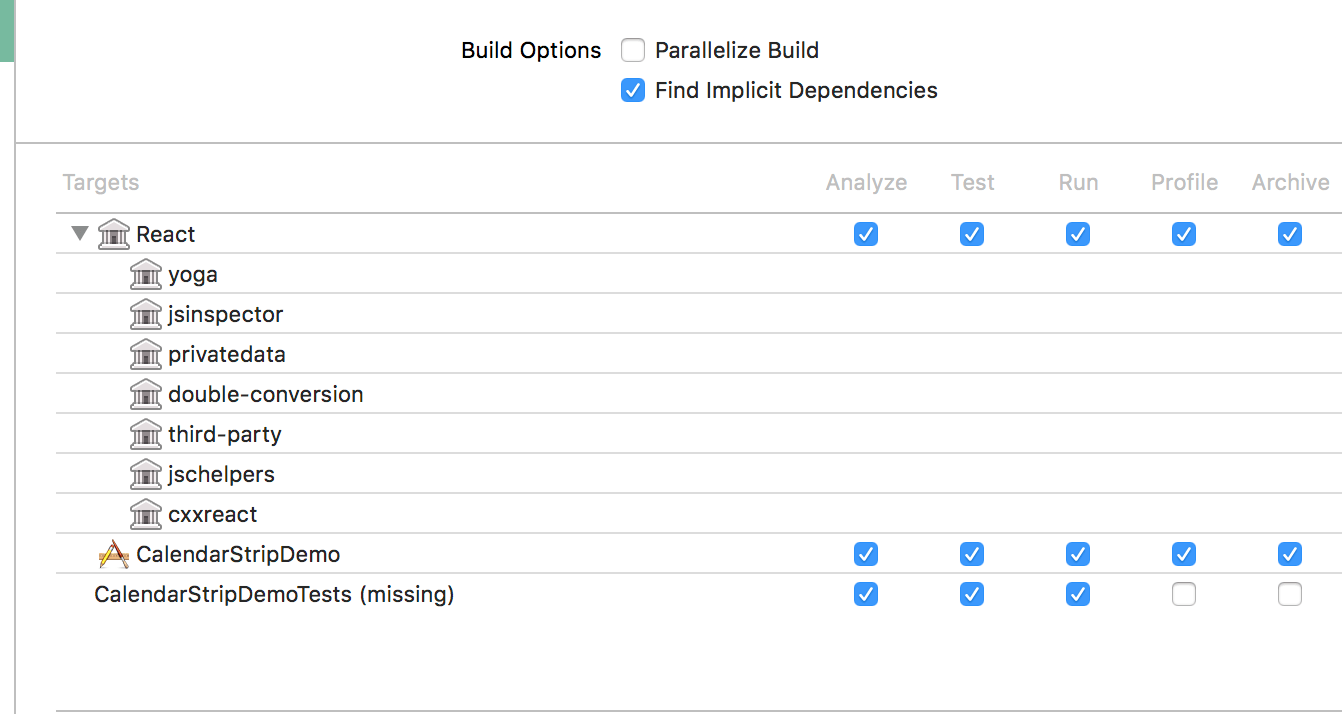 Build Options Parallelize Build
Find Implicit Dependencies
Targets Analyze Test Run Profile Archive
React
yoga
jsinspector
privatedata
double-conversion
third-party
jschelpers
cxxreact
CalendarStripDemo
CalendarStripDemoTests (missing)